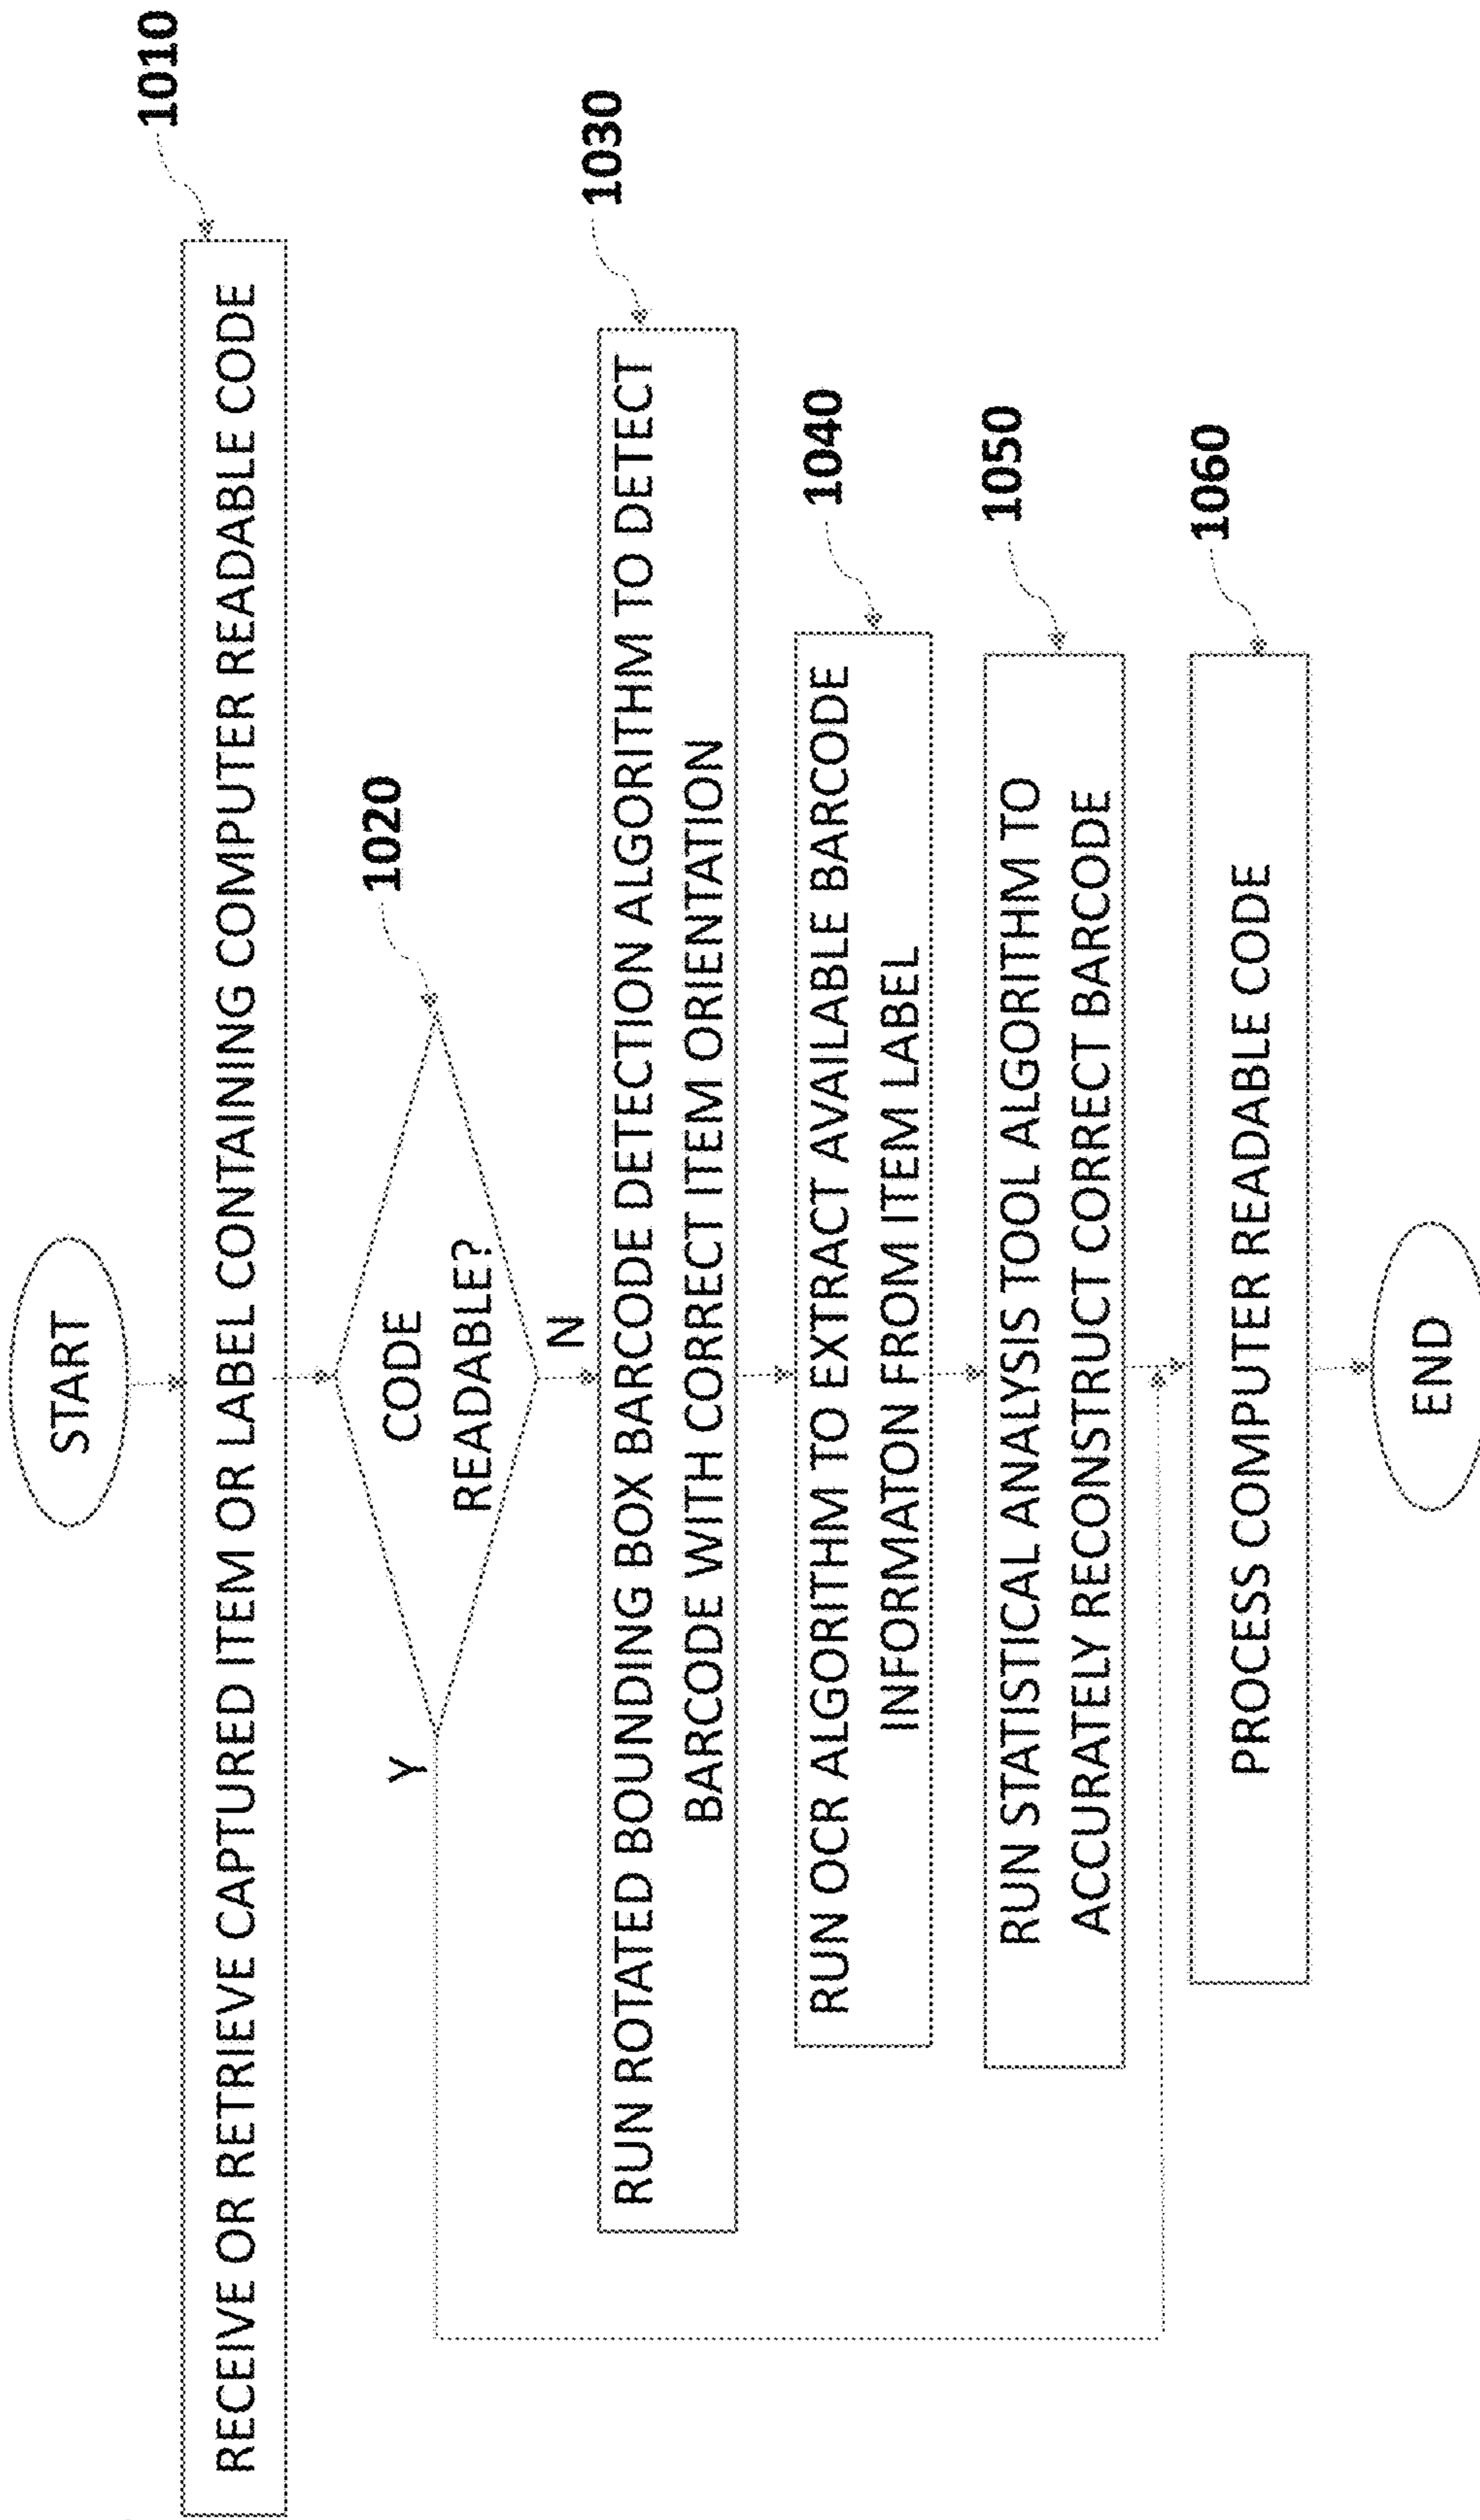 START
1010
RECEIVE OR RETRIEVE CAPTURED ITEM OR LABEL CONTAINING COMPUTER READABLE CODE
1020
CODE
READABLE?
Y
N
1030
RUN ROTATED BOUNDING BOX BARCODE DETECTION ALGORITHM TO DETECT
BARCODE WITH CORRECT ITEM ORIENTATION
1040
RUN OCR ALGORITHM TO EXTRACT AVAILABLE BARCODE
INFORMATON FROM ITEM LABEL
1050
RUN STATISTICAL ANALYSIS TOOL ALGORITHM TO
ACCURATELY RECONSTRUCT CORRECT BARCODE
1060
PROCESS COMPUTER READABLE CODE
END